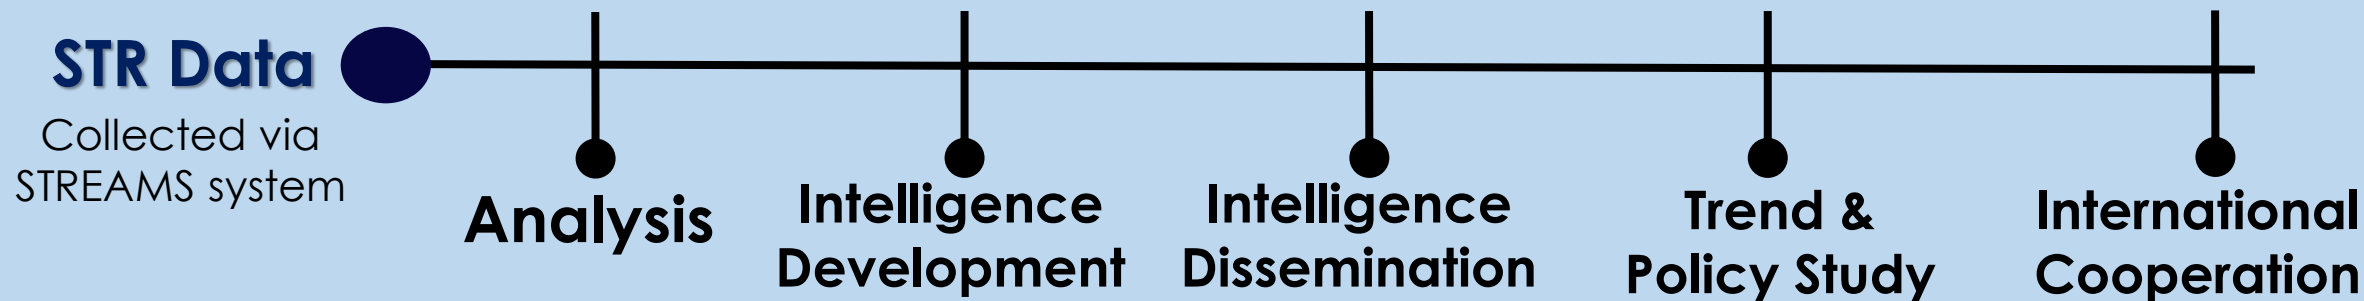 STR Data
Collected via
STREAMS system
Analysis
Intelligence
Development
Intelligence
Dissemination
Trend &
Policy Study
International
Cooperation